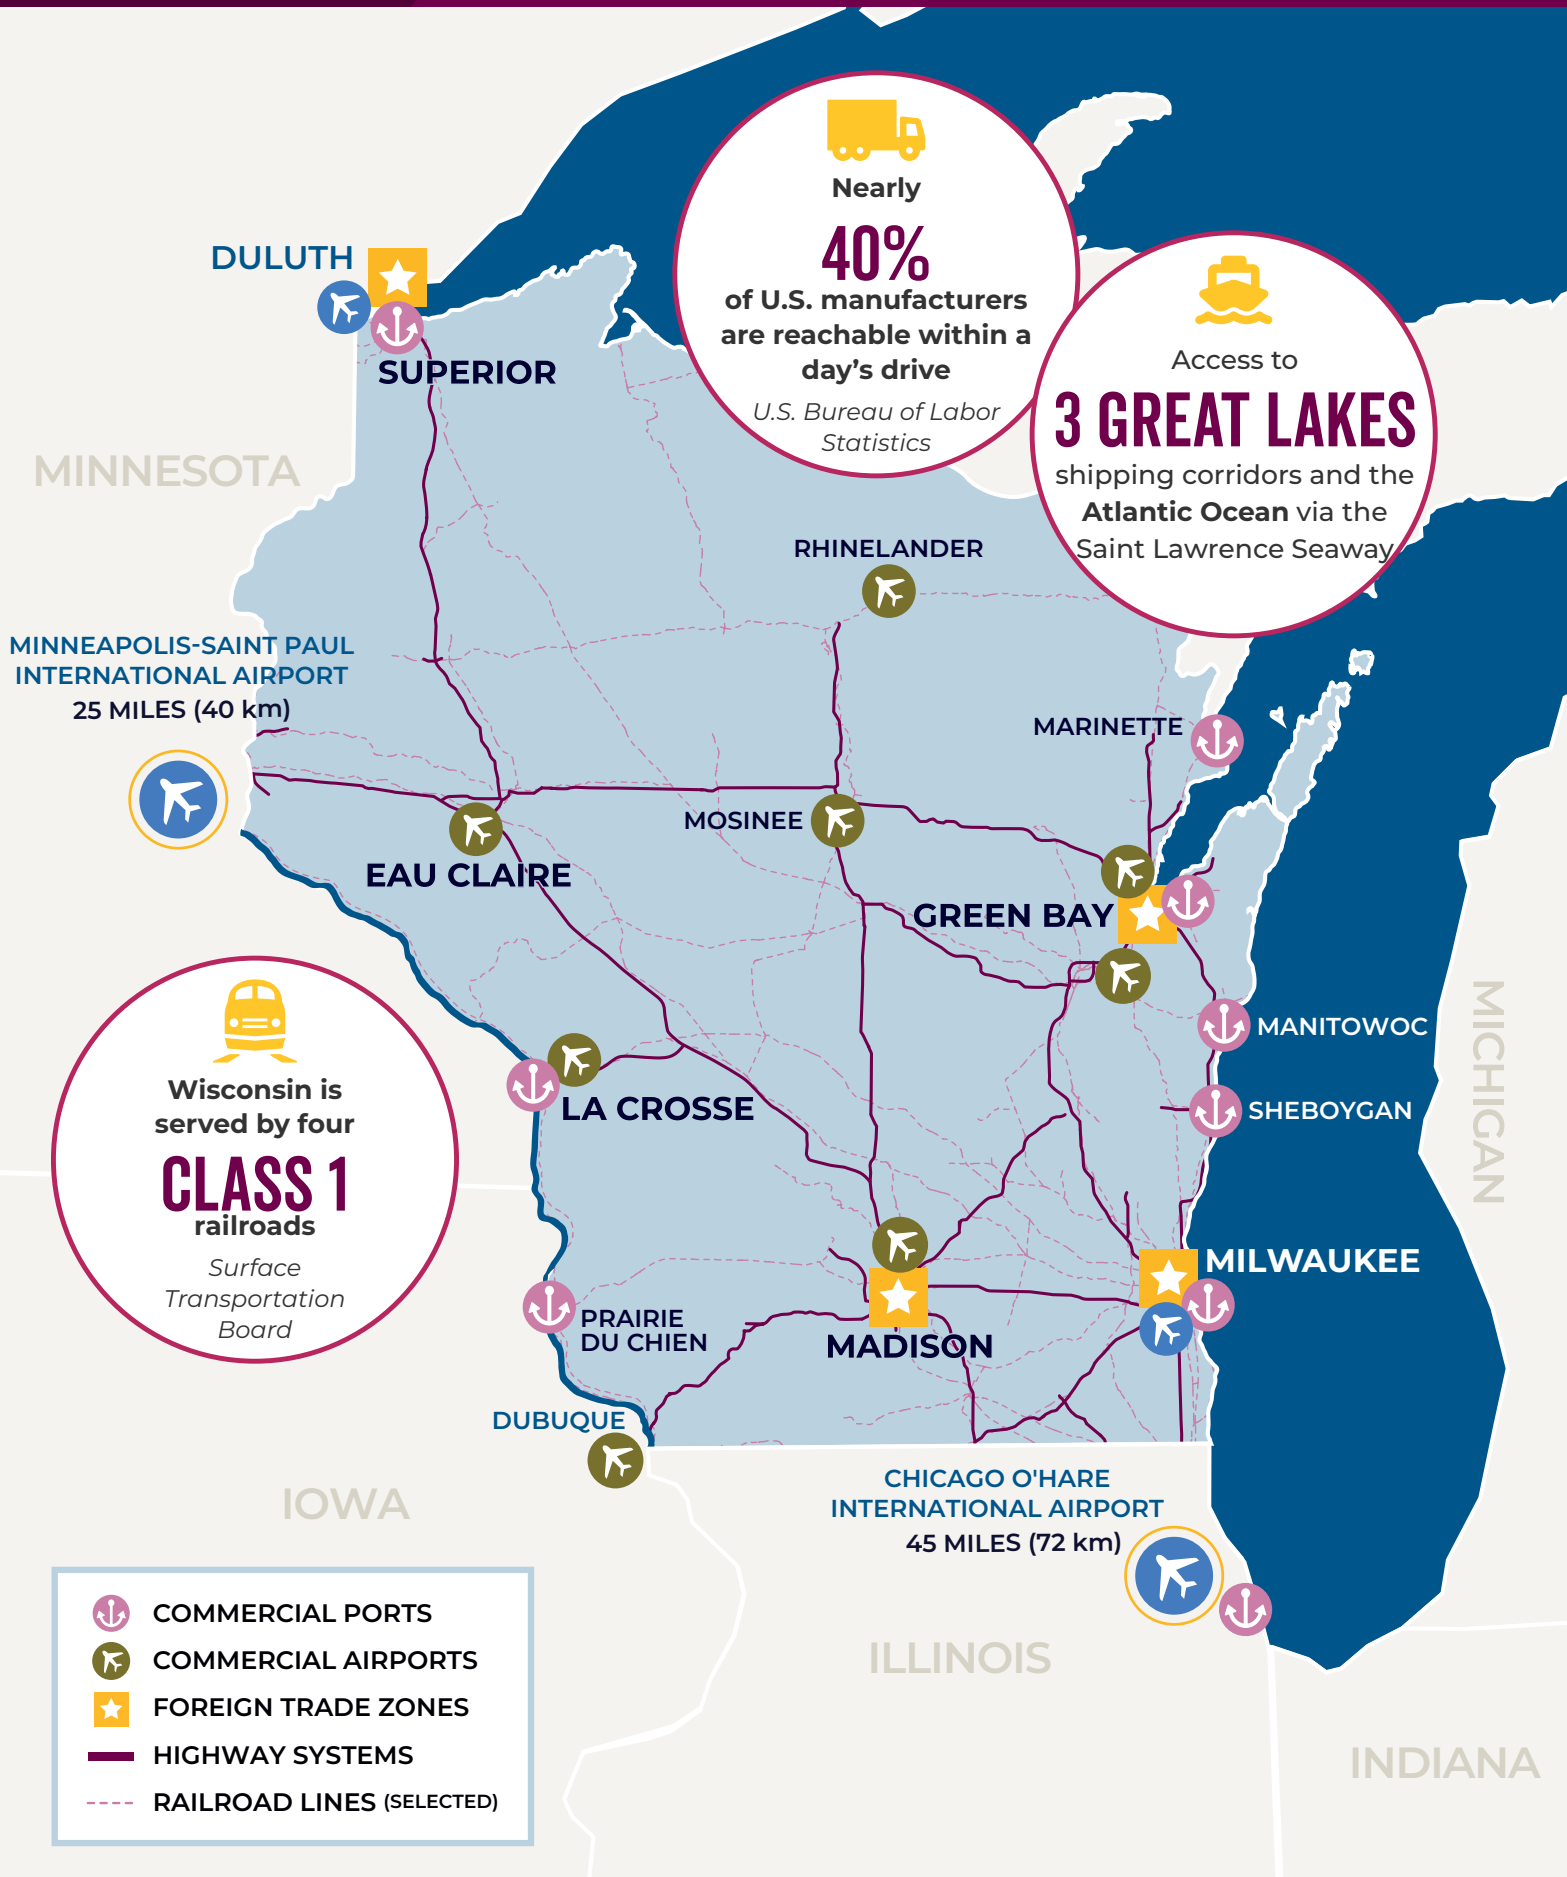 Nearly
40%
of U.S. manufacturers
are reachable within a
day's drive
U.S. Bureau of Labor
Statistics
Access to
3 GREAT LAKES
shipping corridors and the
Atlantic Ocean via the
Saint Lawrence Seaway
DULUTH
SUPERIOR
MINNESOTA
RHINELANDER
MINNEAPOLIS-SAINT PAUL
INTERNATIONAL AIRPORT
25 MILES (40 km)
MARINETTE
MOSINEE
EAU CLAIRE
GREEN BAY
MANITOWOC
MICHIGAN
SHEBOYGAN
Wisconsin is
served by four
CLASS 1
railroads
Surface
Transportation
Board
LA CROSSE
MILWAUKEE
PRAIRIE
DU CHIEN
MADISON
DUBUQUE
IOWA
CHICAGO O'HARE
INTERNATIONAL AIRPORT
45 MILES (72 km)
ILLINOIS
INDIANA
COMMERCIAL PORTS
COMMERCIAL AIRPORTS
FOREIGN TRADE ZONES
HIGHWAY SYSTEMS
RAILROAD LINES (SELECTED)